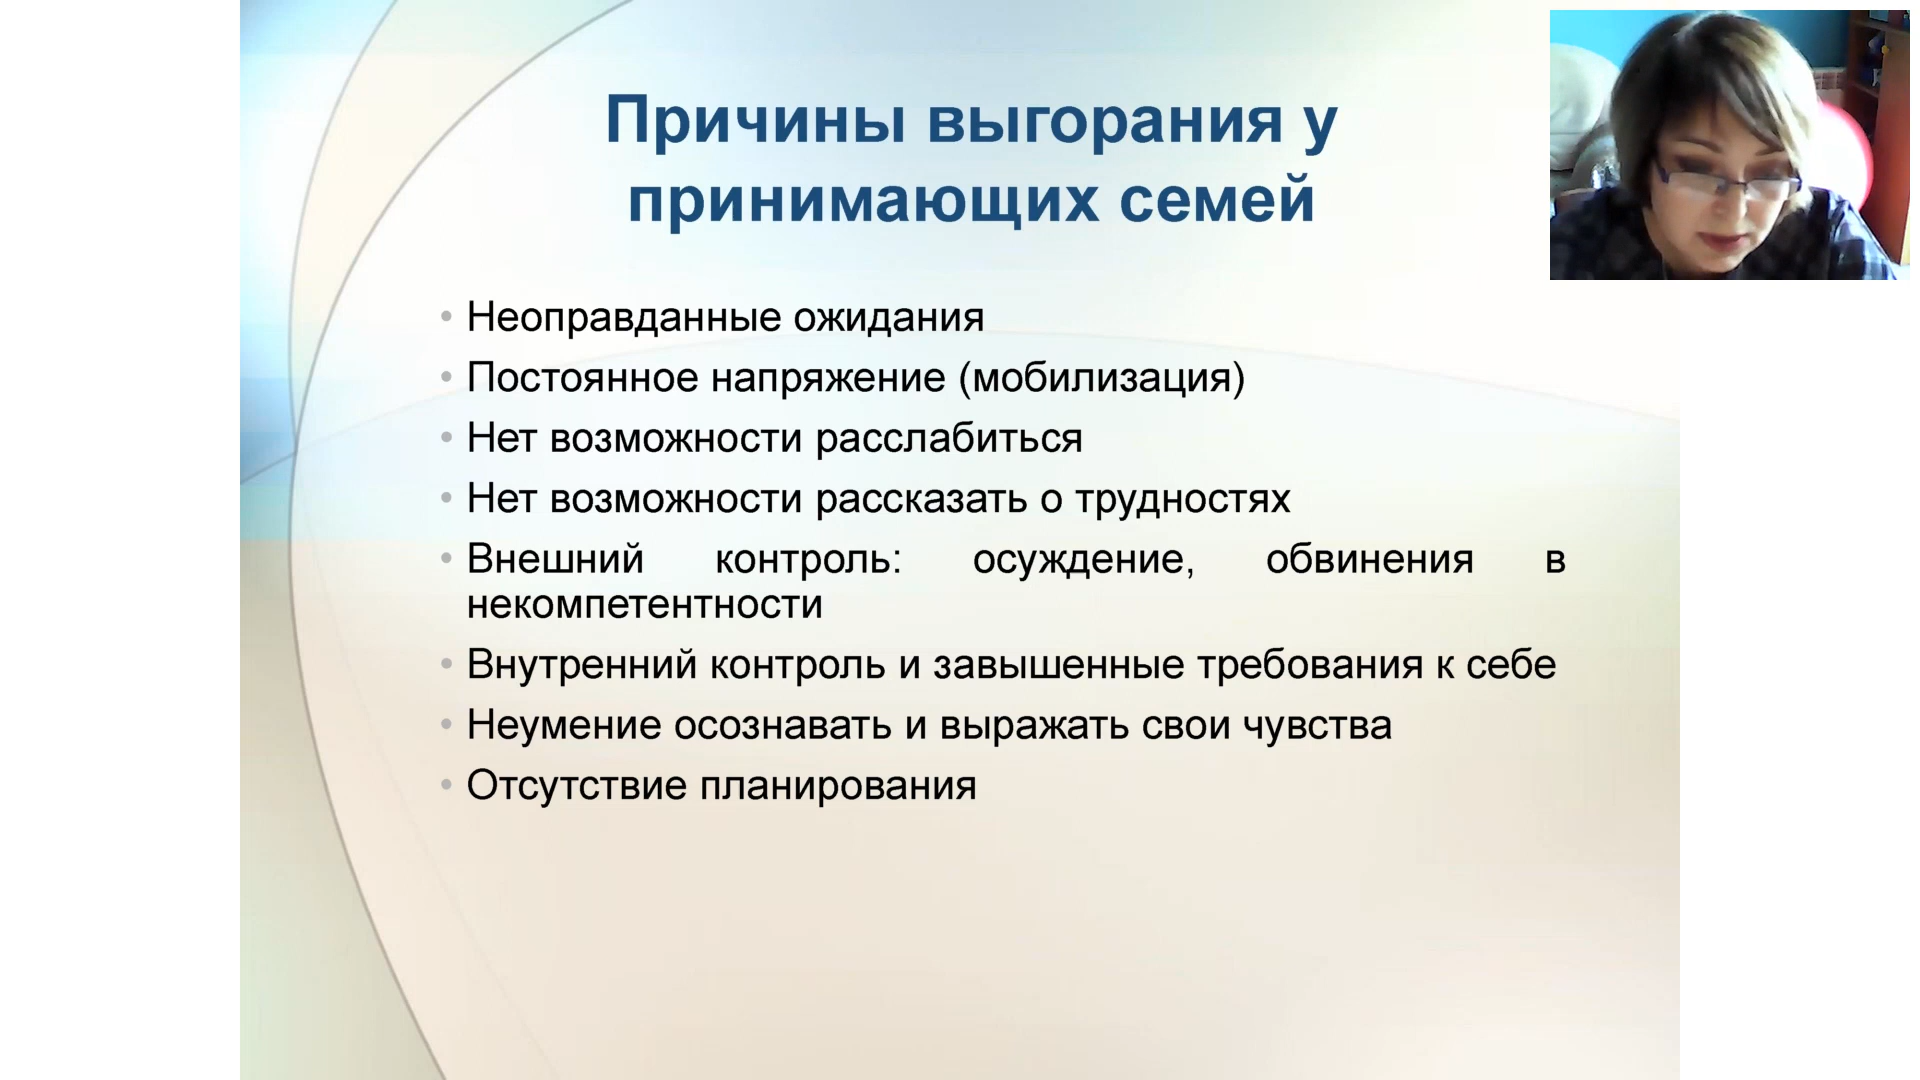 Причины выгорания у
принимающих семей
• Неоправданные ожидания
• Постоянное напряжение (мобилизация)
• Нет возможности расслабиться
• Нет возможности рассказать о трудностях
• Внешний контроль: осуждение, обвинения в
некомпетентности
• Внутренний контроль и завышенные требования к себе
• Неумение осознавать и выражать свои чувства
• Отсутствие планирования